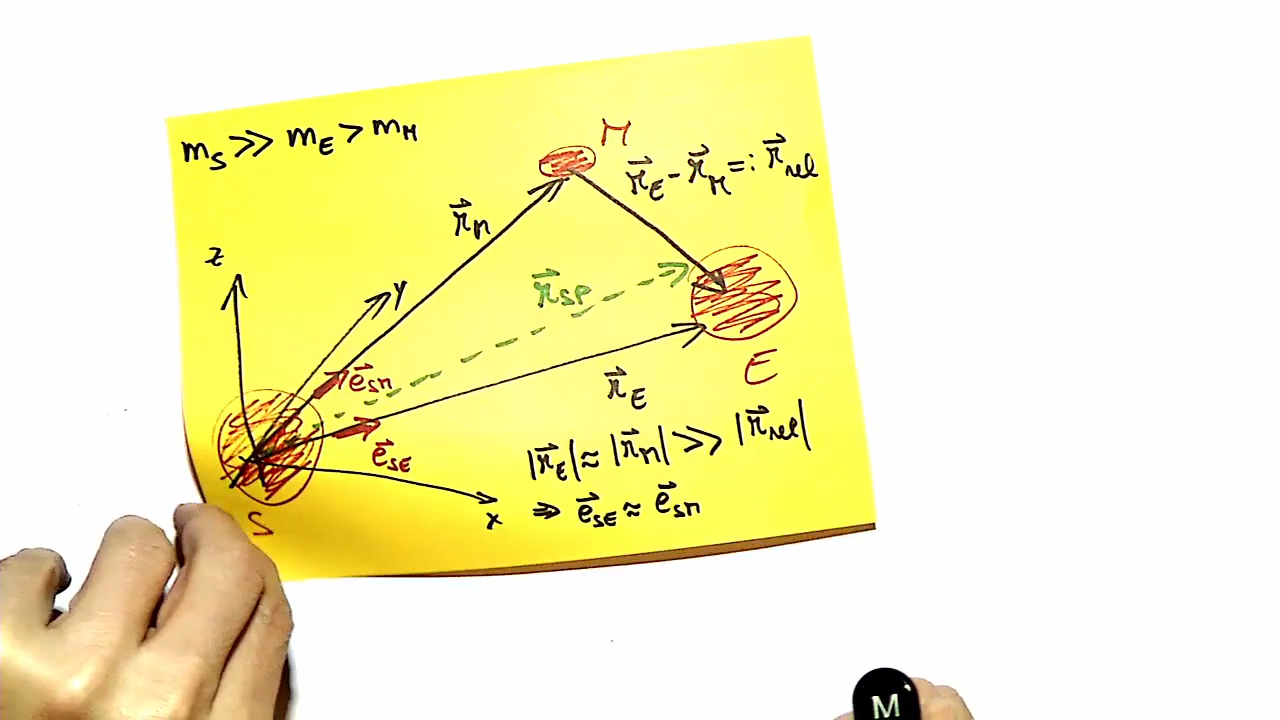 m_S >> m_E > m_M
M
r⃗_E - r⃗_M =: r⃗_rel
r⃗_M
z
y
r⃗_SP
e⃗_SM
E
r⃗_E
e⃗_SE
|r⃗_E| ≈ |r⃗_M| >> |r⃗_rel|
x
⇒ e⃗_SE ≈ e⃗_SM
S
M